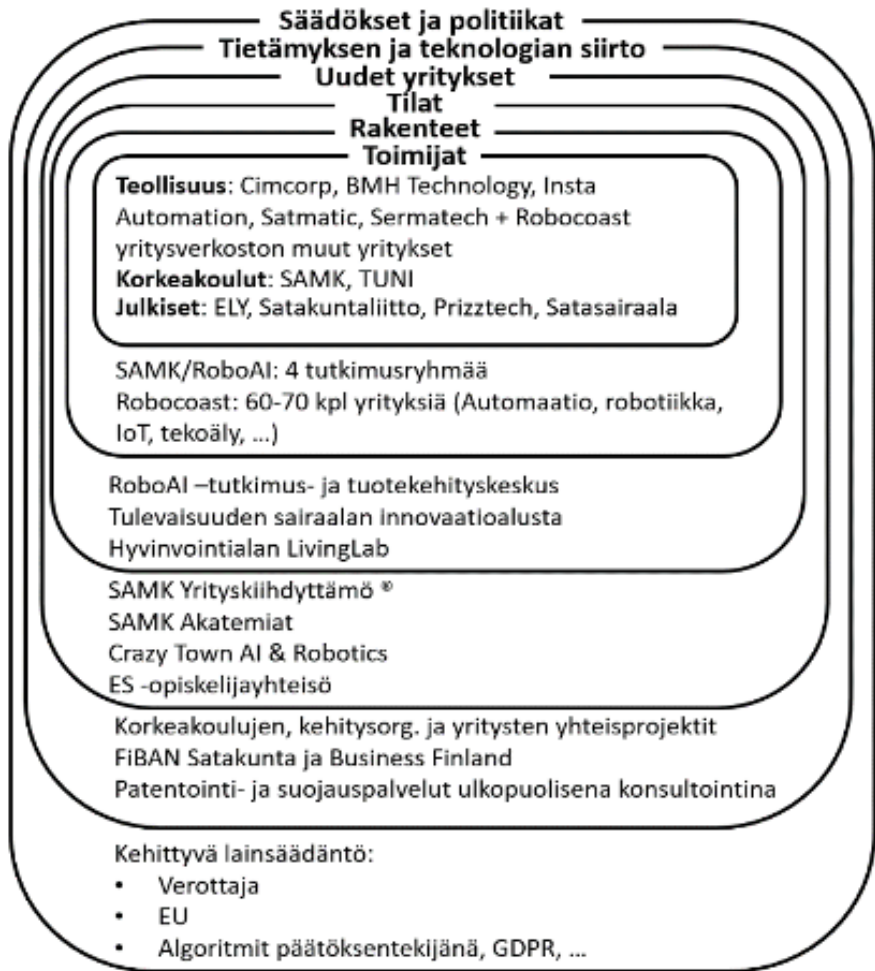 Säädökset ja politiikat
Tietämyksen ja teknologian siirto
Uudet yritykset
Tilat
Rakenteet
Toimijat
Teollisuus: Cimcorp, BMH Technology, Insta
Automation, Satmatic, Sermatech + Robocoast
yritysverkoston muut yritykset
Korkeakoulut: SAMK, TUNI
Julkiset: ELY, Satakuntaliitto, Prizztech, Satasairaala
SAMK/RoboAI: 4 tutkimusryhmää
Robocoast: 60-70 kpl yrityksiä (Automaatio, robotiikka,
IoT, tekoäly, ...)
RoboAI –tutkimus- ja tuotekehityskeskus
Tulevaisuuden sairaalan innovaatioalusta
Hyvinvointialan LivingLab
SAMK Yrityskiihdyttämö ®
SAMK Akatemiat
Crazy Town AI & Robotics
ES -opiskelijayhteisö
Korkeakoulujen, kehitysorg. ja yritysten yhteisprojektit
FiBAN Satakunta ja Business Finland
Patentointi- ja suojauspalvelut ulkopuolisena konsultointina
Kehittyvä lainsäädäntö:
• Verottaja
• EU
• Algoritmit päätöksentekijänä, GDPR, ...